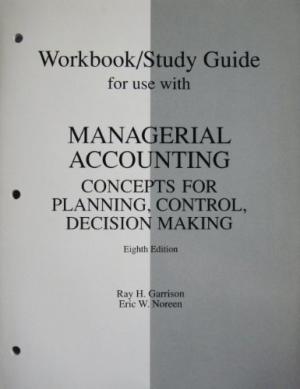 Workbook/Study Guide
for use with
MANAGERIAL
ACCOUNTING
CONCEPTS FOR
PLANNING, CONTROL,
DECISION MAKING
Eighth Edition
Ray H. Garrison
Eric W. Noreen